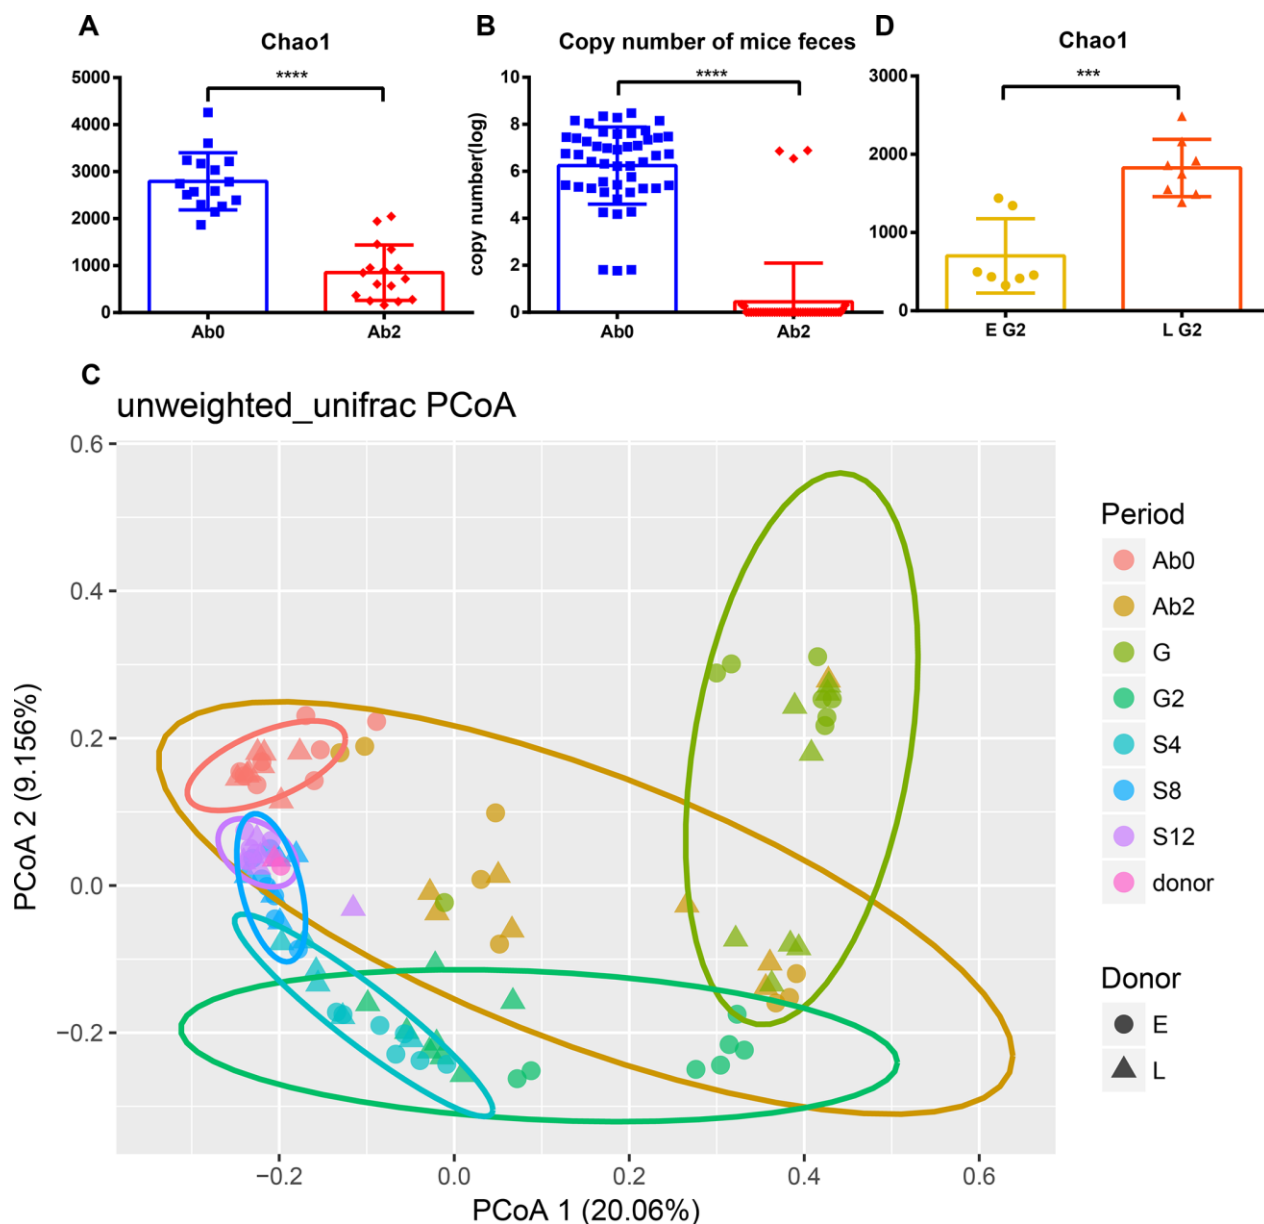 A
Chao1
****
5000
4000
3000
2000
1000
0
Ab0
Ab2
B
Copy number of mice feces
****
copy number(log)
10
8
6
4
2
0
Ab0
Ab2
D
Chao1
***
3000
2000
1000
0
E G2
L G2
C
unweighted_unifrac PCoA
PCoA 2 (9.156%)
0.6
0.4
0.2
0.0
−0.2
−0.2
0.0
0.2
0.4
0.6
PCoA 1 (20.06%)
Period
Ab0
Ab2
G
G2
S4
S8
S12
donor
Donor
E
L